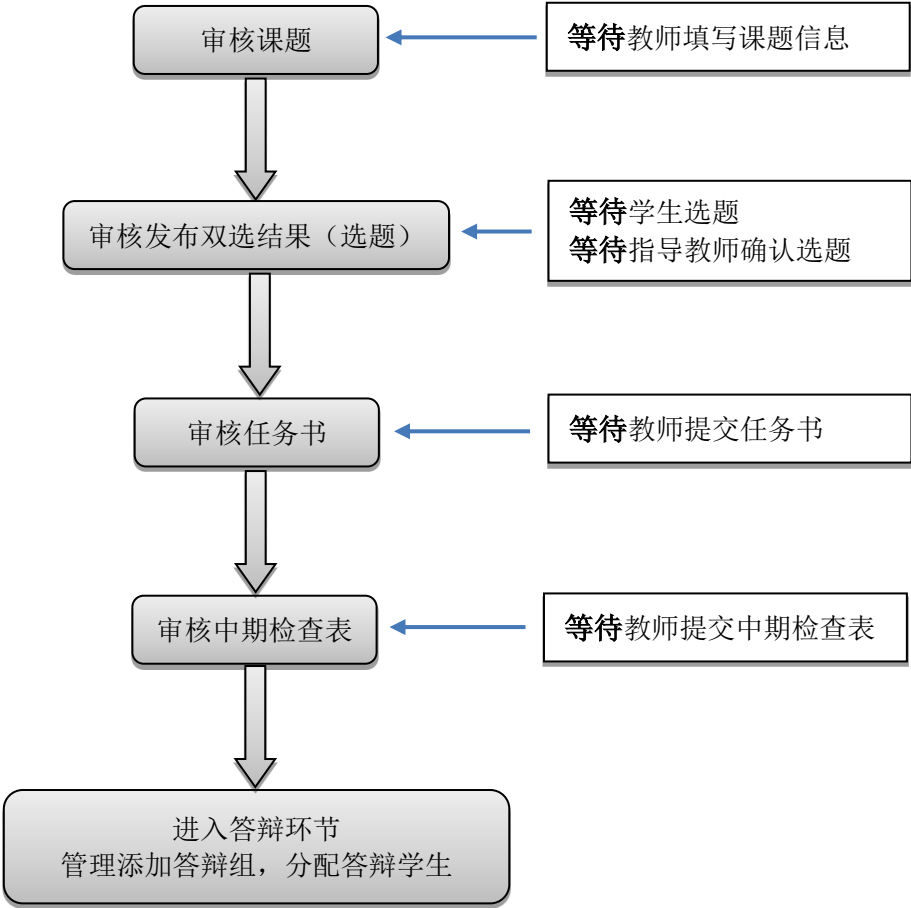 审核课题
等待教师填写课题信息
审核发布双选结果（选题）
等待学生选题
等待指导教师确认选题
审核任务书
等待教师提交任务书
审核中期检查表
等待教师提交中期检查表
进入答辩环节
管理添加答辩组，分配答辩学生